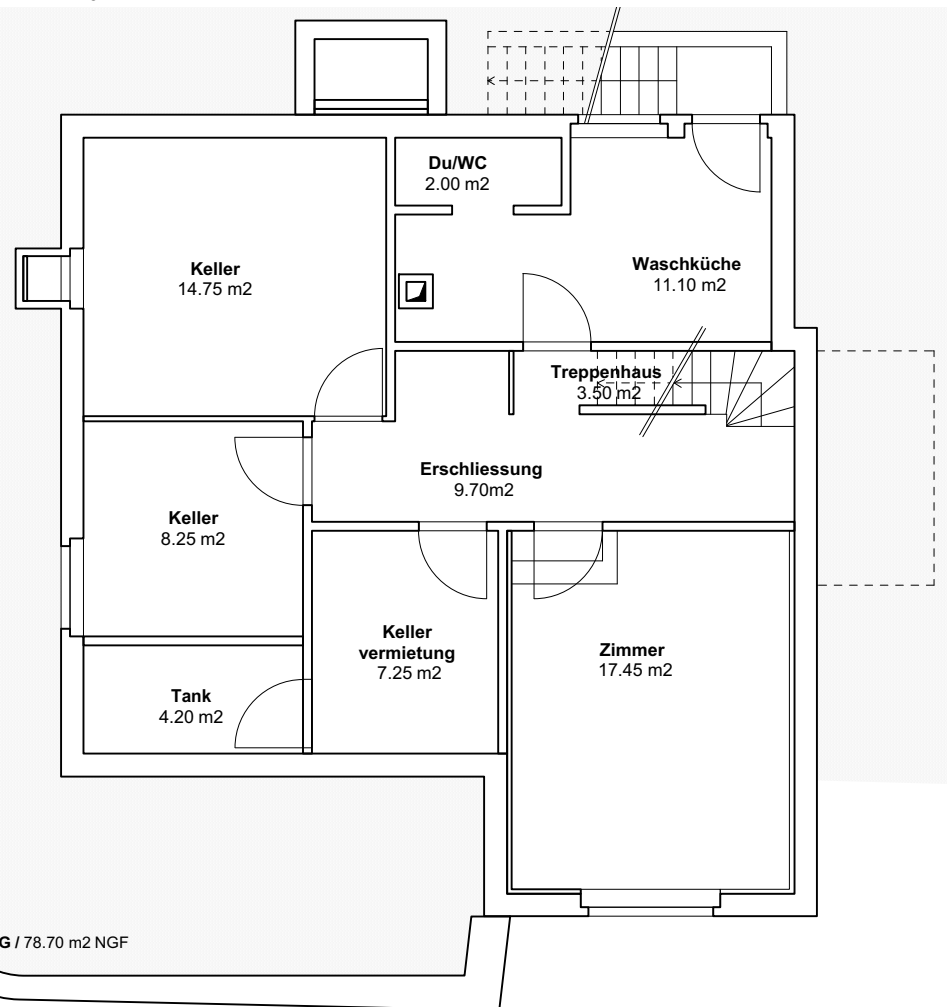 Du/WC
2.00 m2
Keller
14.75 m2
Waschküche
11.10 m2
Treppenhaus
3.50 m2
Erschliessung
9.70m2
Keller
8.25 m2
Keller
vermietung
7.25 m2
Zimmer
17.45 m2
Tank
4.20 m2
G / 78.70 m2 NGF